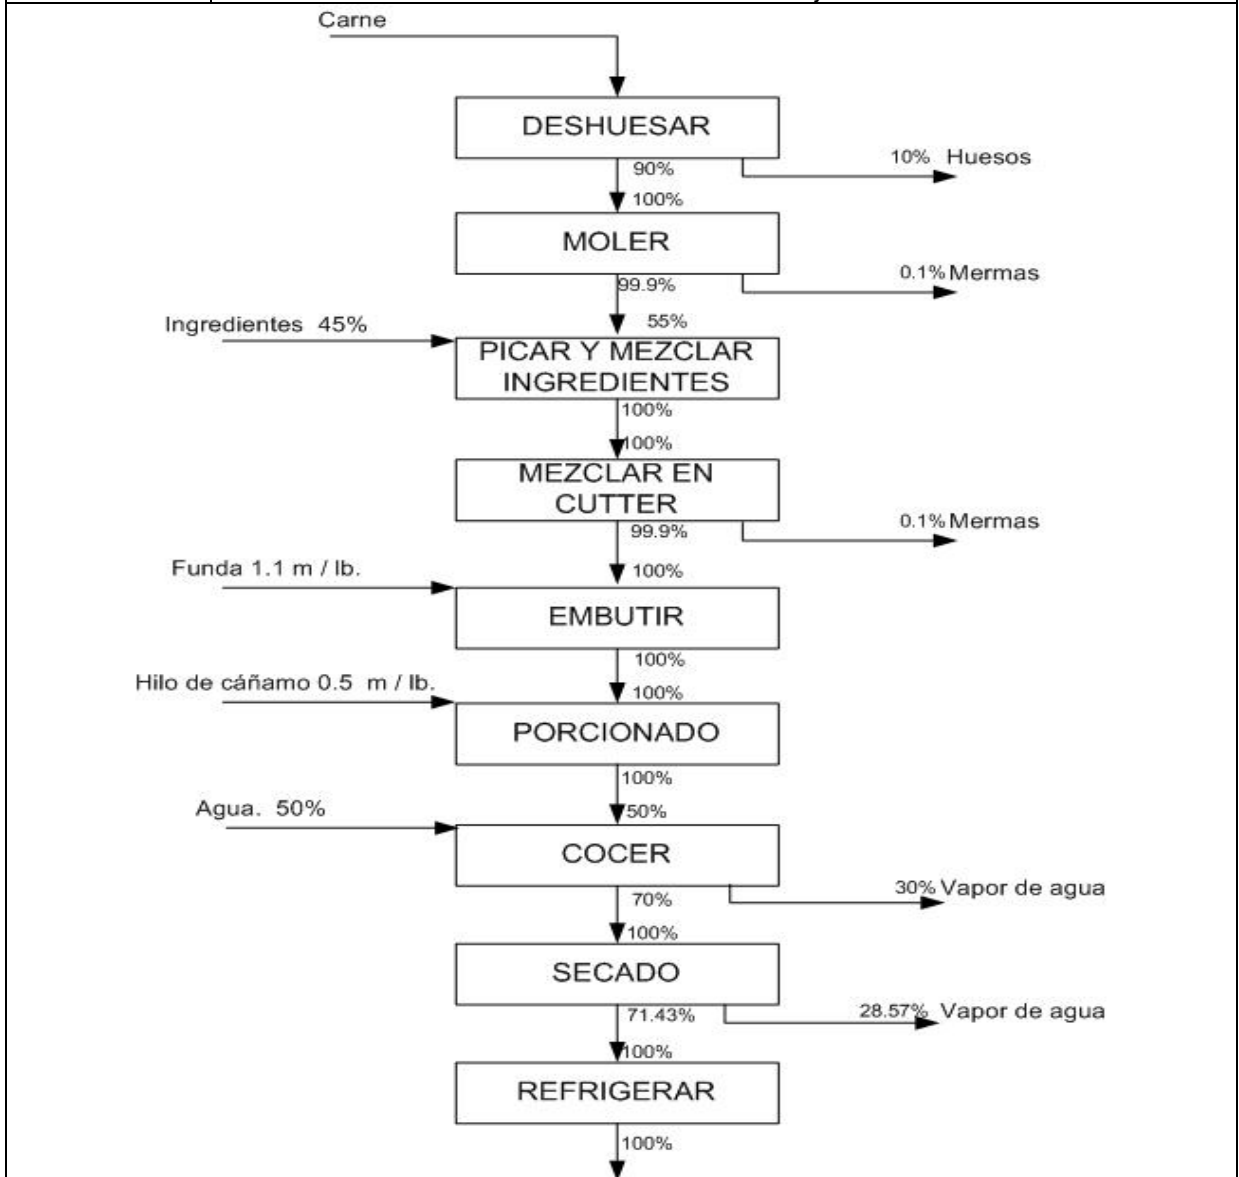 Carne
DESHUESAR
10% Huesos
90%
100%
MOLER
0.1% Mermas
99.9%
55%
Ingredientes 45%
PICAR Y MEZCLAR
INGREDIENTES
100%
100%
MEZCLAR EN
CUTTER
0.1% Mermas
99.9%
Funda 1.1 m / lb.
100%
EMBUTIR
100%
Hilo de cáñamo 0.5 m / lb.
100%
PORCIONADO
100%
Agua. 50%
50%
COCER
30% Vapor de agua
70%
100%
SECADO
71.43%
28.57% Vapor de agua
100%
REFRIGERAR
100%